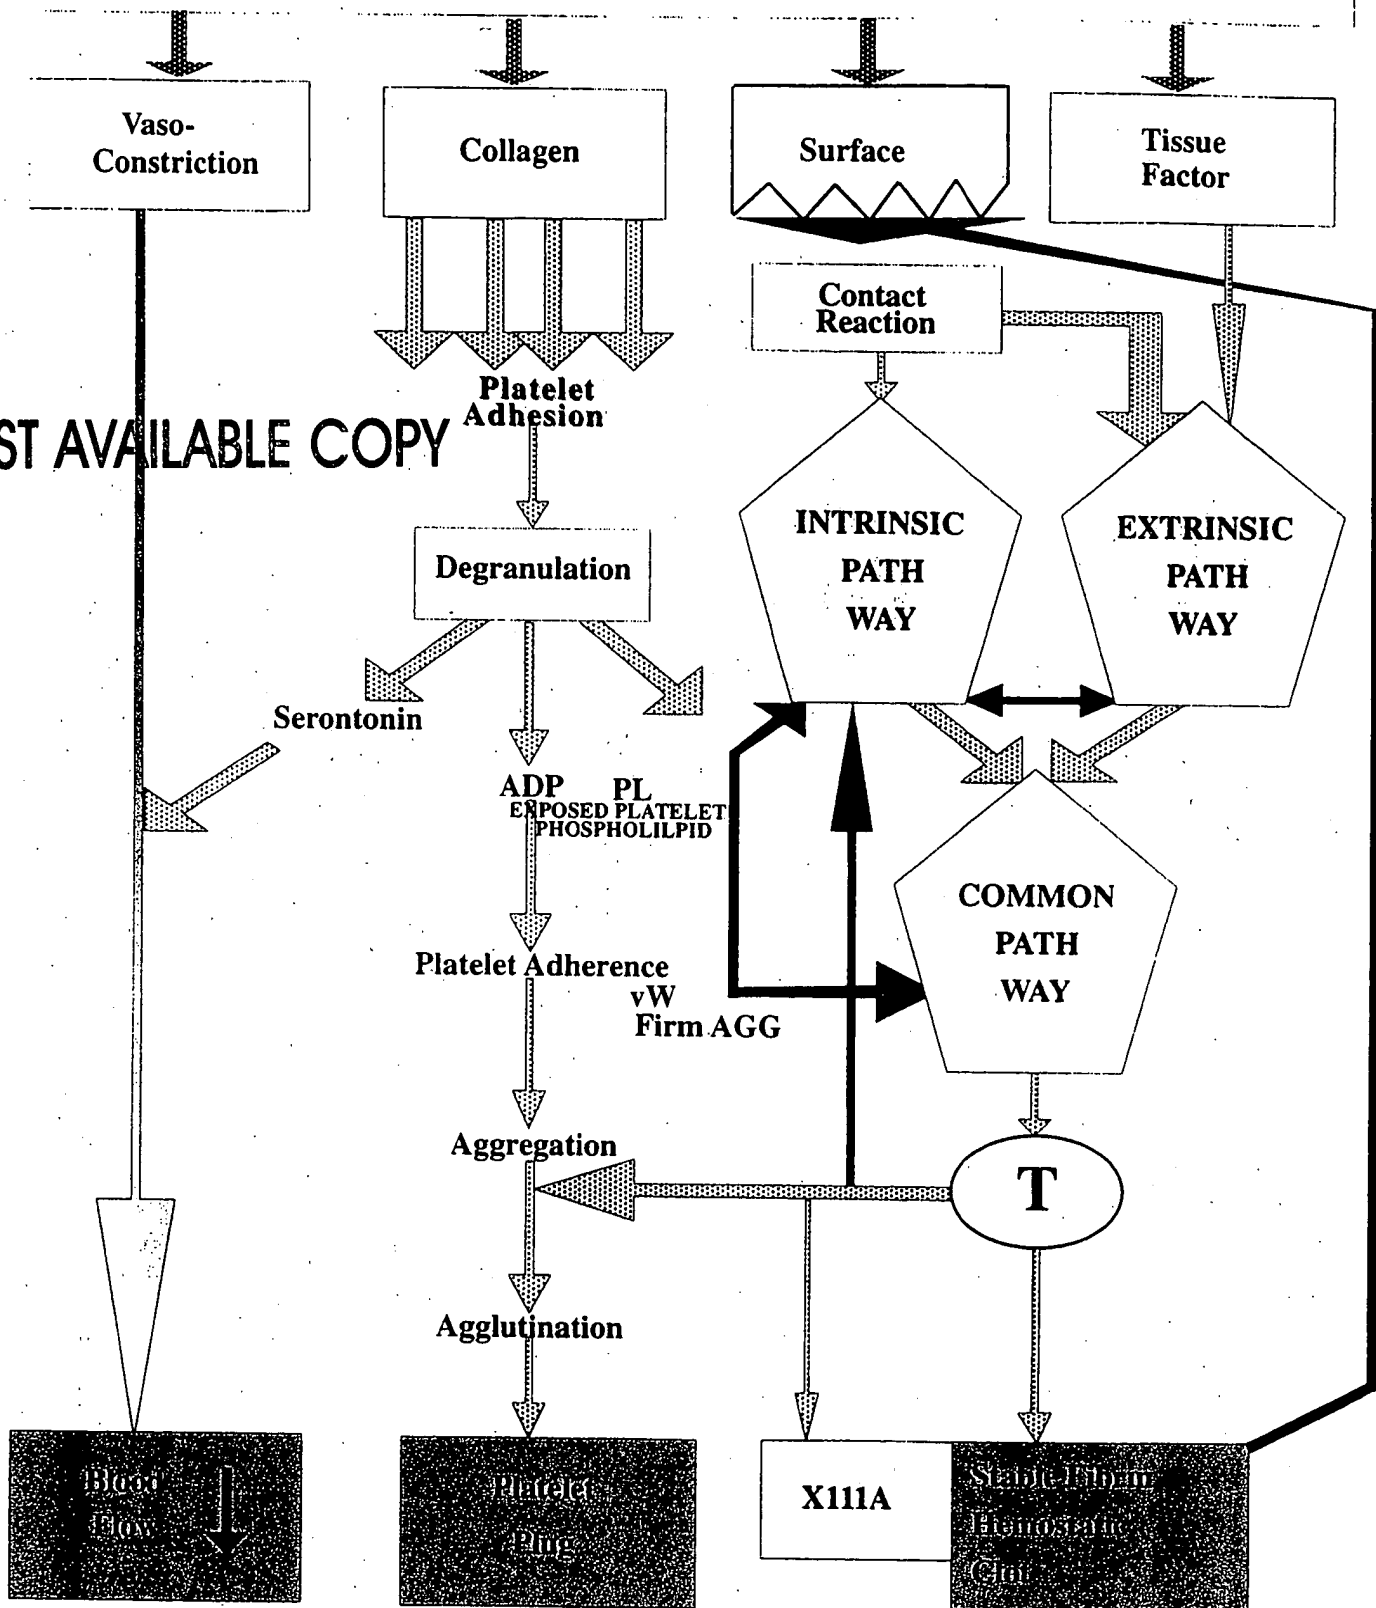 Vaso-
Constriction
Collagen
Surface
Tissue
Factor
Contact
Reaction
Platelet
Adhesion
ST AVAILABLE COPY
INTRINSIC
PATH
WAY
EXTRINSIC
PATH
WAY
Degranulation
Serontonin
ADP PL
EXPOSED PLATELET
PHOSPHOLILPID
COMMON
PATH
WAY
Platelet Adherence
vW
Firm AGG
Aggregation
T
Agglutination
Blood
Flow
Platelet
Plug
X111A
Stable Fibrin
Hemostatic
Clot